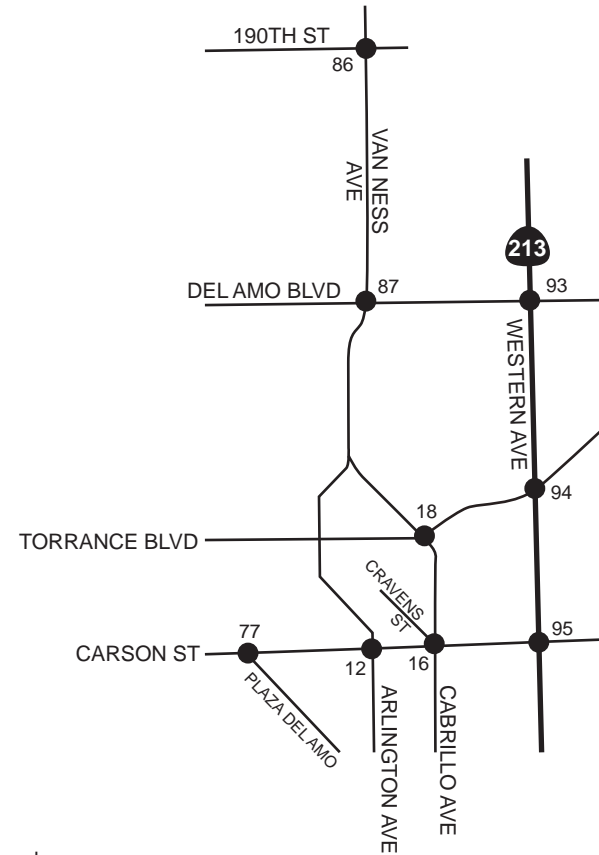 190TH ST
86
VAN NESS
AVE
213
DEL AMO BLVD
87
93
WESTERN AVE
94
18
TORRANCE BLVD
CRAVENS
ST
77
95
CARSON ST
12
16
PLAZA DEL AMO
ARLINGTON AVE
CABRILLO AVE